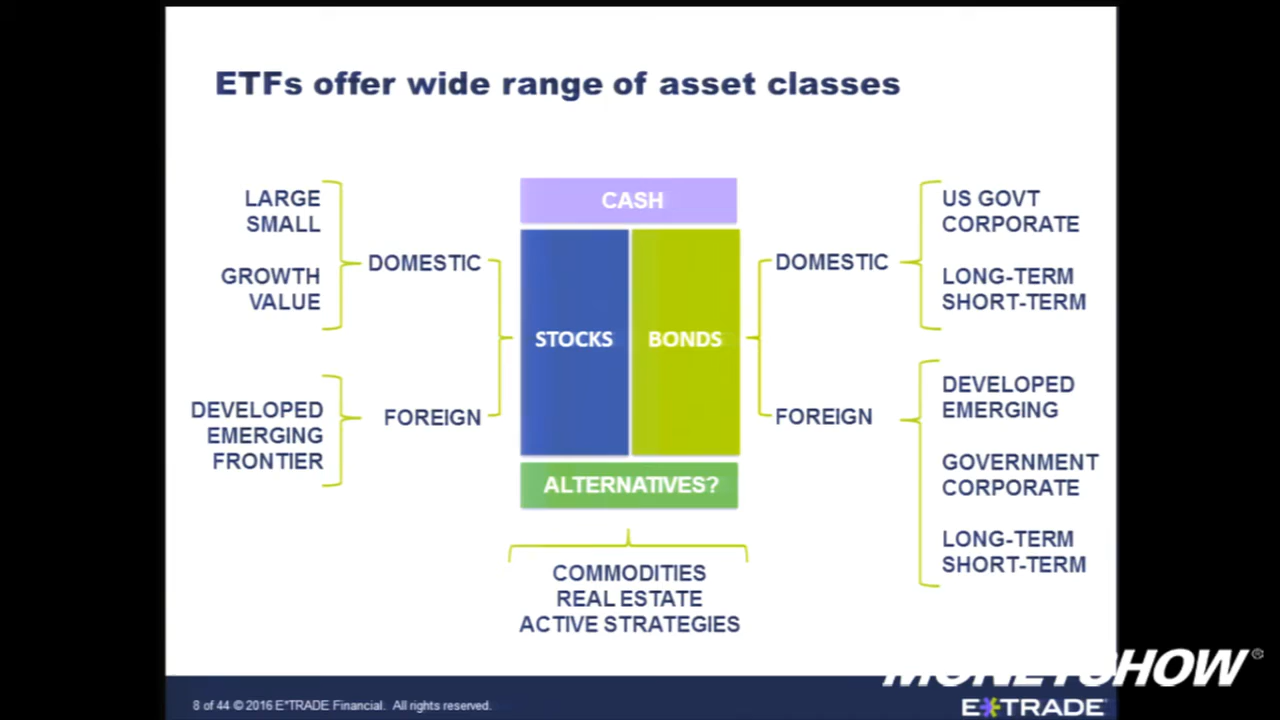 ETFs offer wide range of asset classes
LARGE
SMALL
GROWTH
VALUE
DOMESTIC
DEVELOPED
EMERGING
FRONTIER
FOREIGN
CASH
STOCKS
BONDS
ALTERNATIVES?
COMMODITIES
REAL ESTATE
ACTIVE STRATEGIES
DOMESTIC
US GOVT
CORPORATE
LONG-TERM
SHORT-TERM
FOREIGN
DEVELOPED
EMERGING
GOVERNMENT
CORPORATE
LONG-TERM
SHORT-TERM
MONEYSHOW®
8 of 44 © 2016 E*TRADE Financial. All rights reserved.
E*TRADE